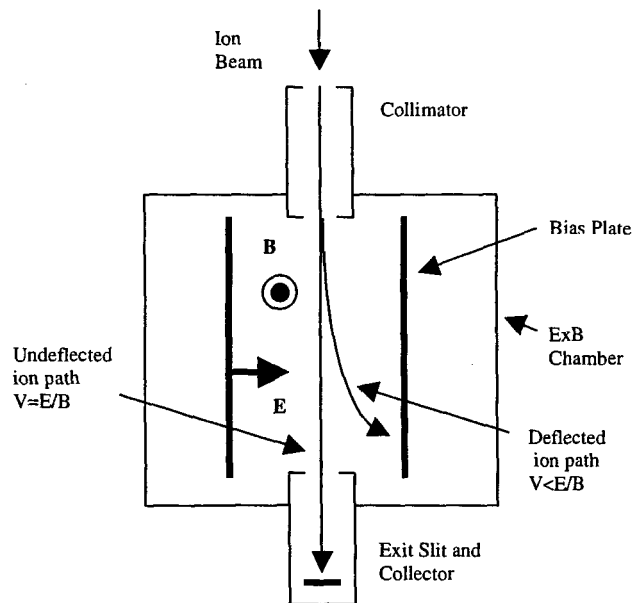 Ion
Beam
Collimator
Bias Plate
B
ExB
Chamber
Undeflected
ion path
V=E/B
E
Deflected
ion path
V<E/B
Exit Slit and
Collector